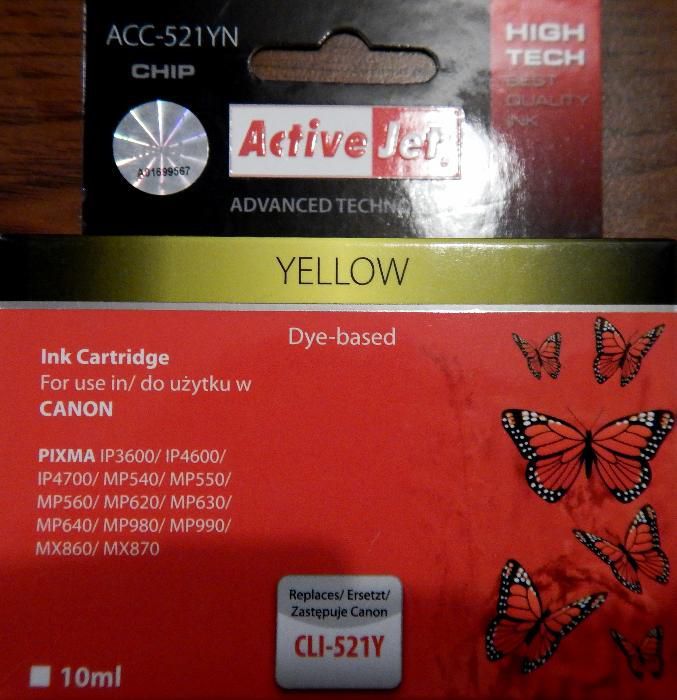 ACC-521YN
CHIP
HIGH
TECH
BEST
QUALITY
INK
A01699567
Active Jet
ADVANCED
YELLOW
Dye-based
Ink Cartridge
For use in/ do użytku w
CANON
PIXMA IP3600/ IP4600/
IP4700/ MP540/ MP550/
MP560/ MP620/ MP630/
MP640/ MP980/ MP990/
MX860/ MX870
Replaces/ Ersetzt/
Zastępuje Canon
CLI-521Y
10ml